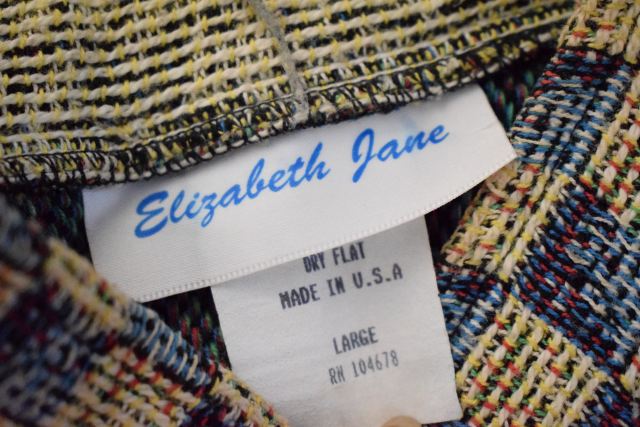 Elizabeth Jane
DRY FLAT
MADE IN U.S.A
LARGE
RN 104678